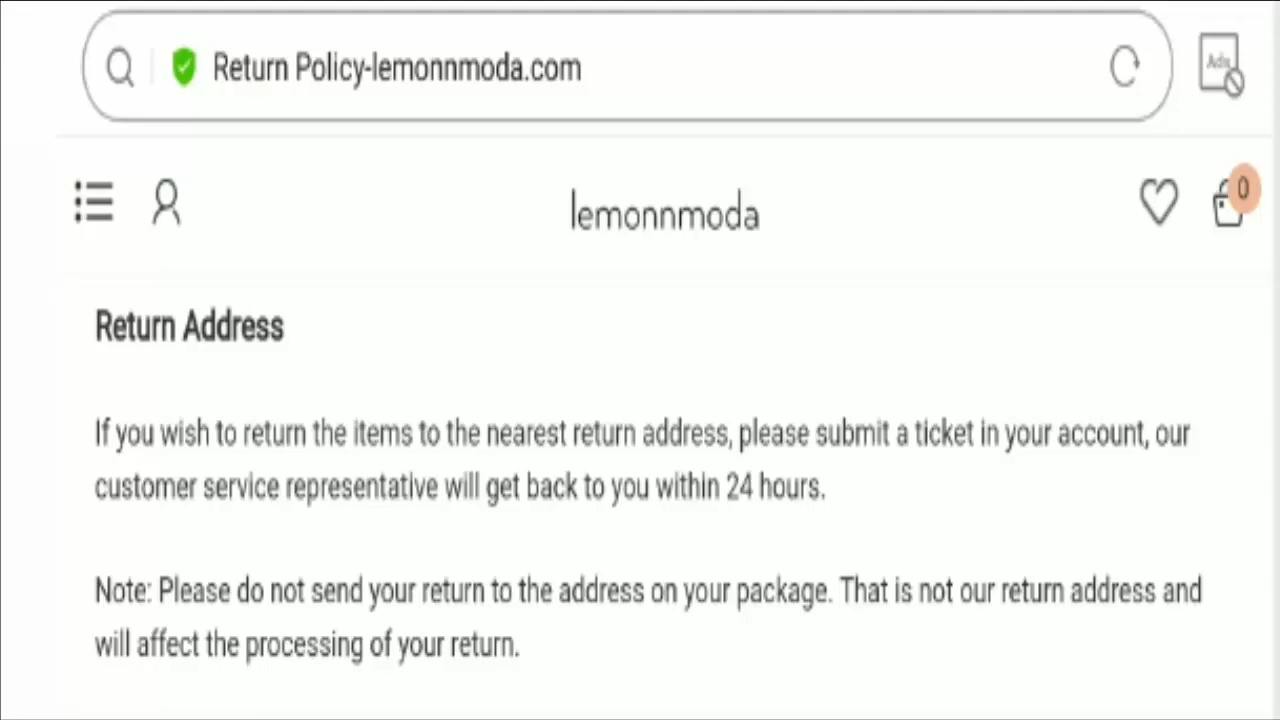 Return Policy-lemonnmoda.com
Ads
lemonnmoda
0
Return Address
If you wish to return the items to the nearest return address, please submit a ticket in your account, our
customer service representative will get back to you within 24 hours.
Note: Please do not send your return to the address on your package. That is not our return address and
will affect the processing of your return.